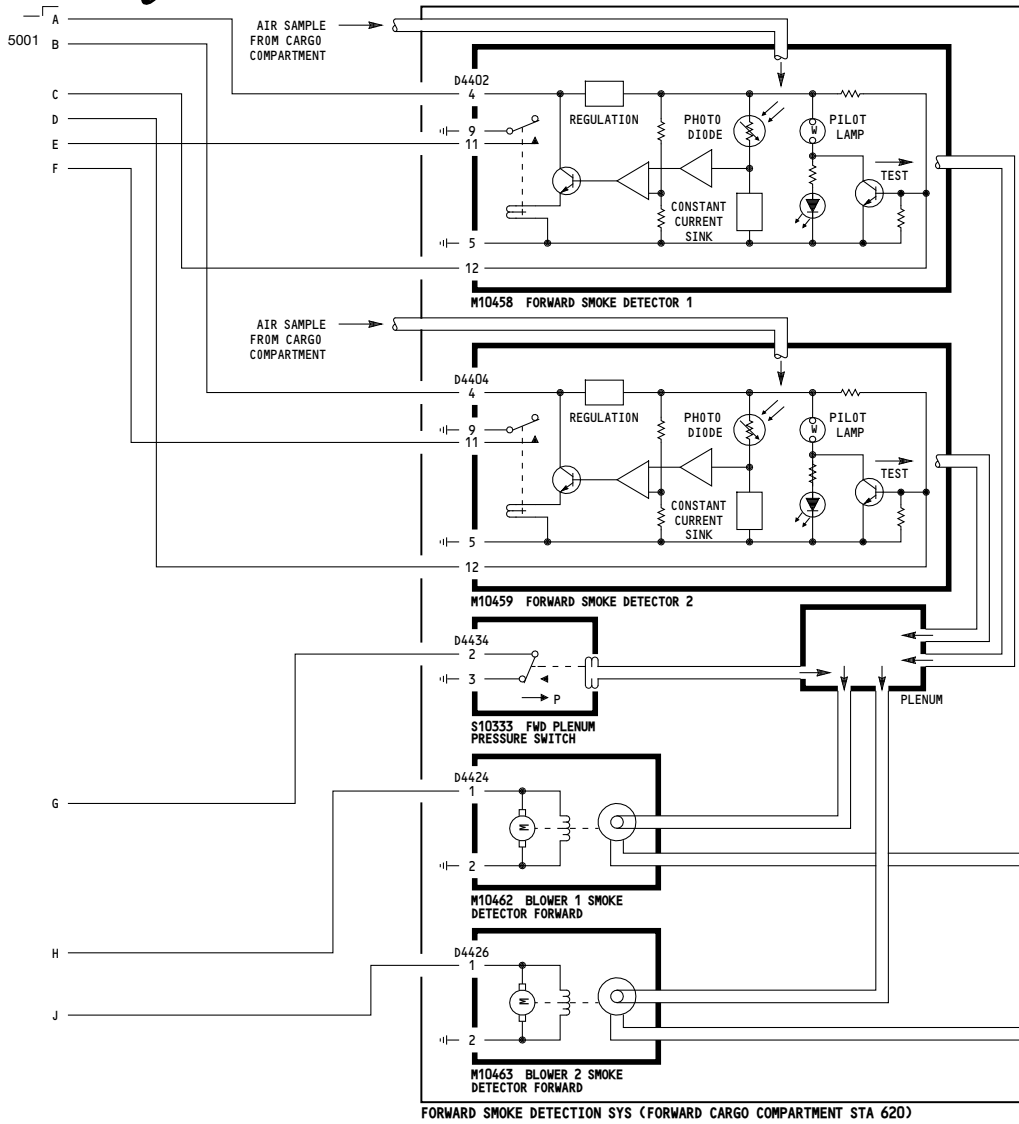 A
5001 B
C
D
E
F
G
H
J
AIR SAMPLE
FROM CARGO
COMPARTMENT
D4402
4
9
11
5
12
REGULATION
PHOTO
DIODE
CONSTANT
CURRENT
SINK
W
PILOT
LAMP
TEST
M10458 FORWARD SMOKE DETECTOR 1
AIR SAMPLE
FROM CARGO
COMPARTMENT
D4404
4
9
11
5
12
REGULATION
PHOTO
DIODE
CONSTANT
CURRENT
SINK
W
PILOT
LAMP
TEST
M10459 FORWARD SMOKE DETECTOR 2
D4434
2
3
P
S10333 FWD PLENUM
PRESSURE SWITCH
PLENUM
D4424
1
M
2
M10462 BLOWER 1 SMOKE
DETECTOR FORWARD
D4426
1
M
2
M10463 BLOWER 2 SMOKE
DETECTOR FORWARD
FORWARD SMOKE DETECTION SYS (FORWARD CARGO COMPARTMENT STA 620)